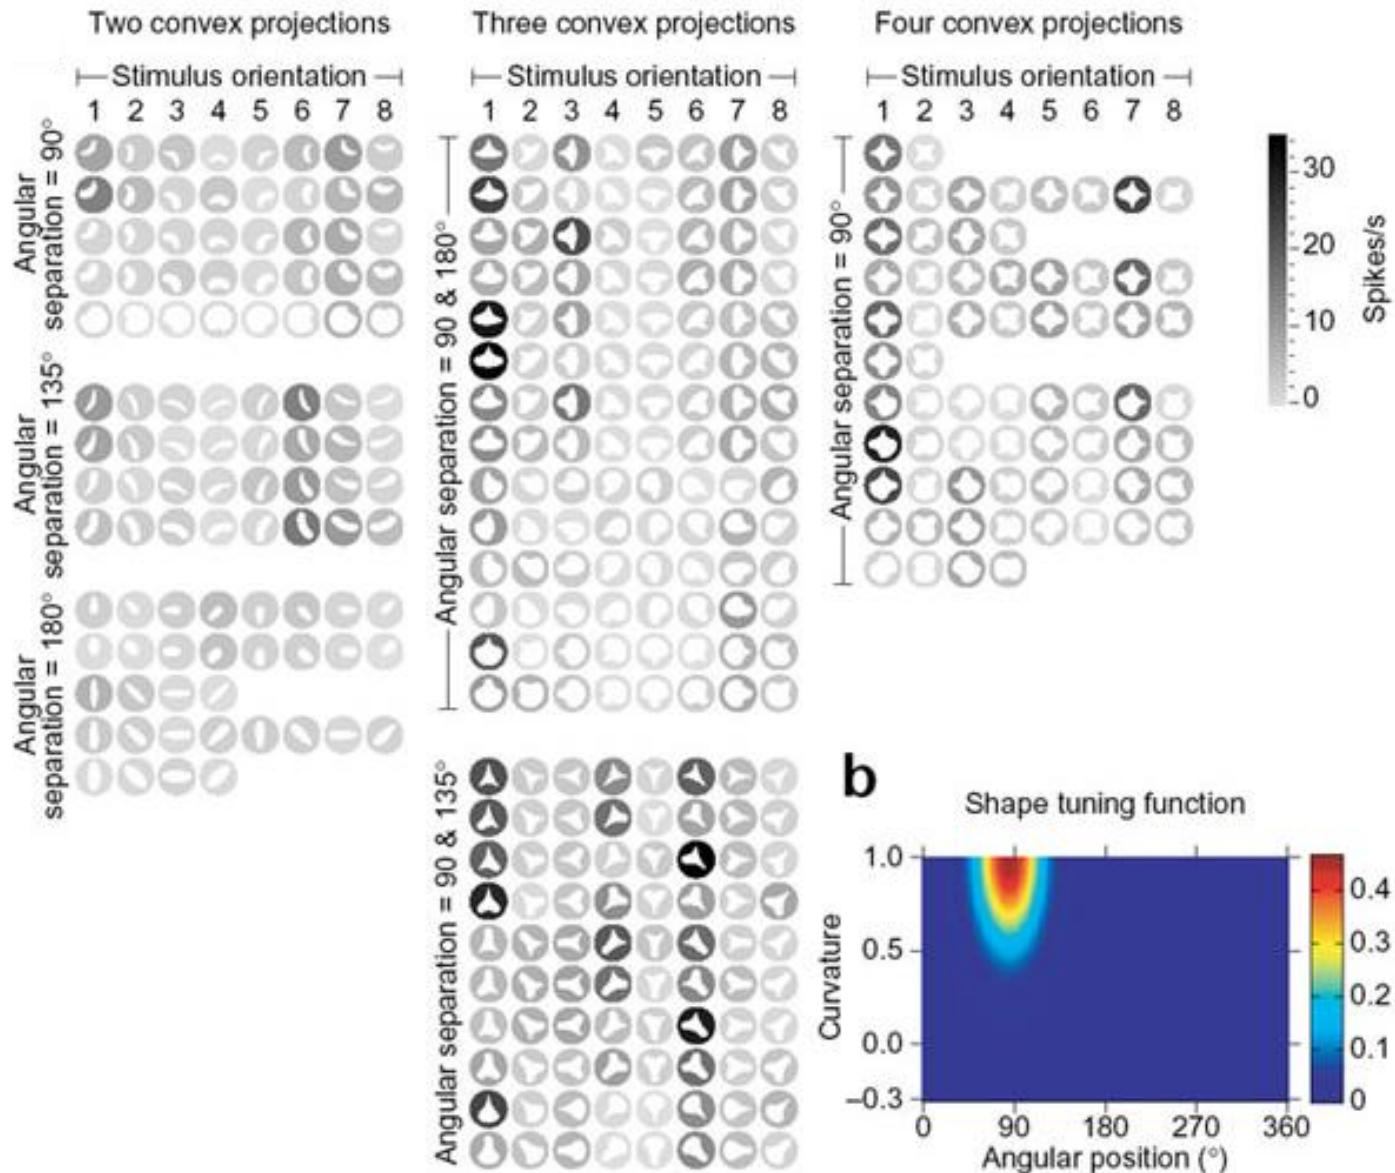 Two convex projections
Stimulus orientation
1 2 3 4 5 6 7 8
Angular
separation = 90°
Angular
separation = 135°
Angular
separation = 180°
Three convex projections
Stimulus orientation
1 2 3 4 5 6 7 8
Angular separation = 90 & 180°
Angular separation = 90 & 135°
Four convex projections
Stimulus orientation
1 2 3 4 5 6 7 8
Angular separation = 90°
30
20
10
0
Spikes/s
b
Shape tuning function
1.0
0.5
0.0
–0.3
Curvature
0 90 180 270 360
Angular position (°)
0.4
0.3
0.2
0.1
0